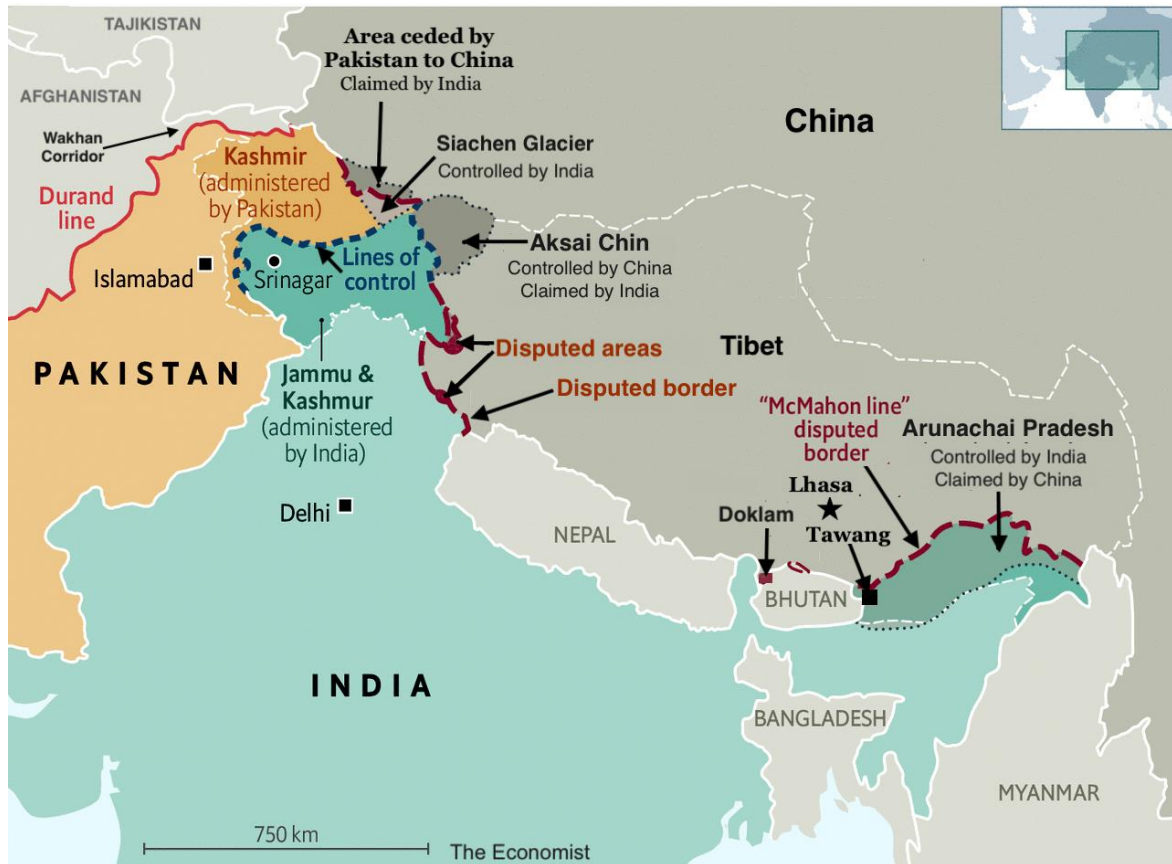 TAJIKISTAN
AFGHANISTAN
Wakhan
Corridor
Durand
line
Area ceded by
Pakistan to China
Claimed by India
Kashmir
(administered
by Pakistan)
Siachen Glacier
Controlled by India
China
Islamabad
Srinagar
Lines of
control
Aksai Chin
Controlled by China
Claimed by India
PAKISTAN
Jammu &
Kashmur
(administered
by India)
Disputed areas
Disputed border
Tibet
"McMahon line"
disputed
border
Arunachai Pradesh
Controlled by India
Claimed by China
Delhi
NEPAL
Doklam
Lhasa
Tawang
BHUTAN
INDIA
BANGLADESH
MYANMAR
750 km
The Economist